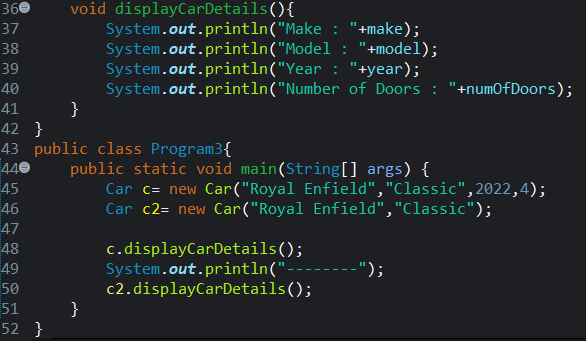 36 void displayCarDetails(){
37 System.out.println("Make : "+make);
38 System.out.println("Model : "+model);
39 System.out.println("Year : "+year);
40 System.out.println("Number of Doors : "+numOfDoors);
41 }
42 }
43 public class Program3{
44 public static void main(String[] args) {
45 Car c= new Car("Royal Enfield","Classic",2022,4);
46 Car c2= new Car("Royal Enfield","Classic");
47
48 c.displayCarDetails();
49 System.out.println("--------");
50 c2.displayCarDetails();
51 }
52 }